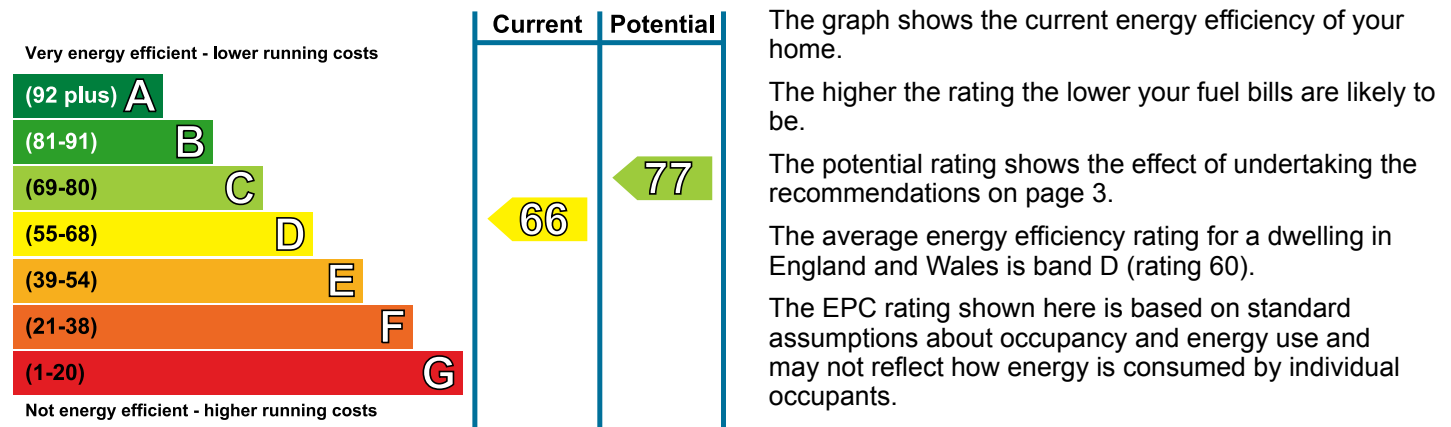 Current Potential
Very energy efficient - lower running costs
(92 plus) A
(81-91) B
(69-80) C
(55-68) D
(39-54) E
(21-38) F
(1-20) G
Not energy efficient - higher running costs
66
77
The graph shows the current energy efficiency of your
home.
The higher the rating the lower your fuel bills are likely to
be.
The potential rating shows the effect of undertaking the
recommendations on page 3.
The average energy efficiency rating for a dwelling in
England and Wales is band D (rating 60).
The EPC rating shown here is based on standard
assumptions about occupancy and energy use and
may not reflect how energy is consumed by individual
occupants.